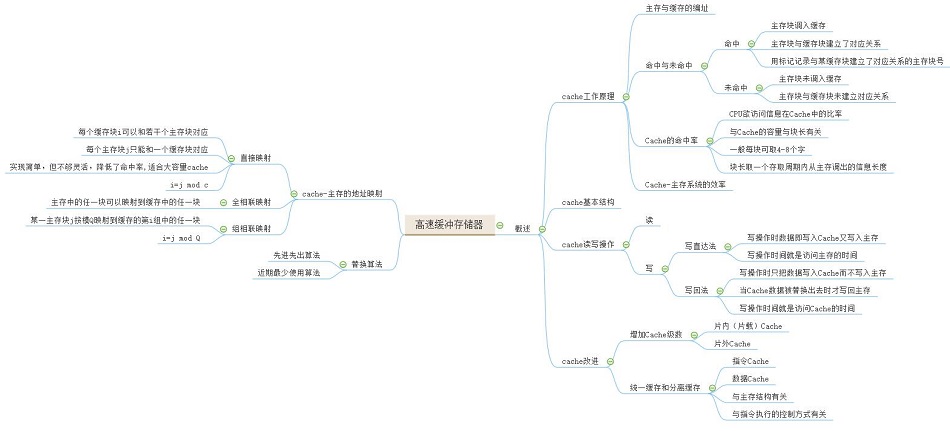 高速缓冲存储器
概述
cache工作原理
主存与缓存的编址
命中与未命中
命中
主存块调入缓存
主存块与缓存块建立了对应关系
用标记记录与某缓存块建立了对应关系的主存块号
未命中
主存块未调入缓存
主存块与缓存块未建立对应关系
Cache的命中率
CPU欲访问信息在Cache中的比率
与Cache的容量与块长有关
一般每块可取4-8个字
块长取一个存取周期内从主存调出的信息长度
Cache-主存系统的效率
cache基本结构
cache读写操作
读
写
写直达法
写操作时数据即写入Cache又写入主存
写操作时间就是访问主存的时间
写回法
写操作时只把数据写入Cache而不写入主存
当Cache数据被替换出去时才写回主存
写操作时间就是访问Cache的时间
cache改进
增加Cache级数
片内（片载）Cache
片外Cache
统一缓存和分离缓存
指令Cache
数据Cache
与主存结构有关
与指令执行的控制方式有关
cache-主存的地址映射
直接映射
每个缓存块i可以和若干个主存块对应
每个主存块j只能和一个缓存块对应
实现简单，但不够灵活，降低了命中率,适合大容量cache
i=j mod c
全相联映射
主存中的任一块可以映射到缓存中的任一块
组相联映射
某一主存块j按模Q映射到缓存的第i组中的任一块
i=j mod Q
替换算法
先进先出算法
近期最少使用算法